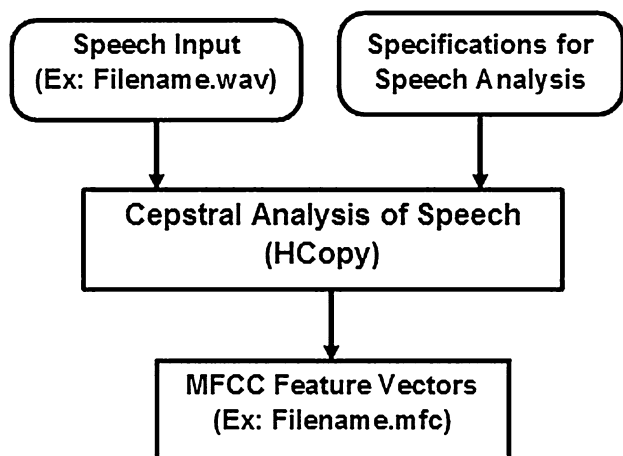 Speech Input
(Ex: Filename.wav)
Specifications for
Speech Analysis
Cepstral Analysis of Speech
(HCopy)
MFCC Feature Vectors
(Ex: Filename.mfc)